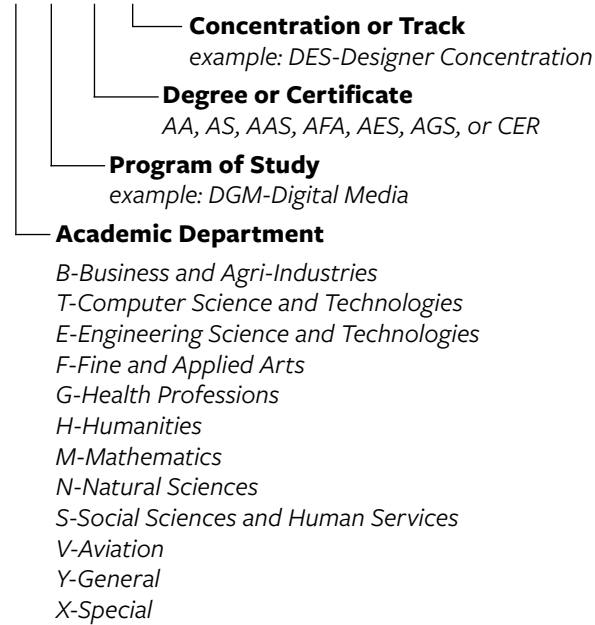 Concentration or Track
example: DES-Designer Concentration
Degree or Certificate
AA, AS, AAS, AFA, AES, AGS, or CER
Program of Study
example: DGM-Digital Media
Academic Department
B-Business and Agri-Industries
T-Computer Science and Technologies
E-Engineering Science and Technologies
F-Fine and Applied Arts
G-Health Professions
H-Humanities
M-Mathematics
N-Natural Sciences
S-Social Sciences and Human Services
V-Aviation
Y-General
X-Special